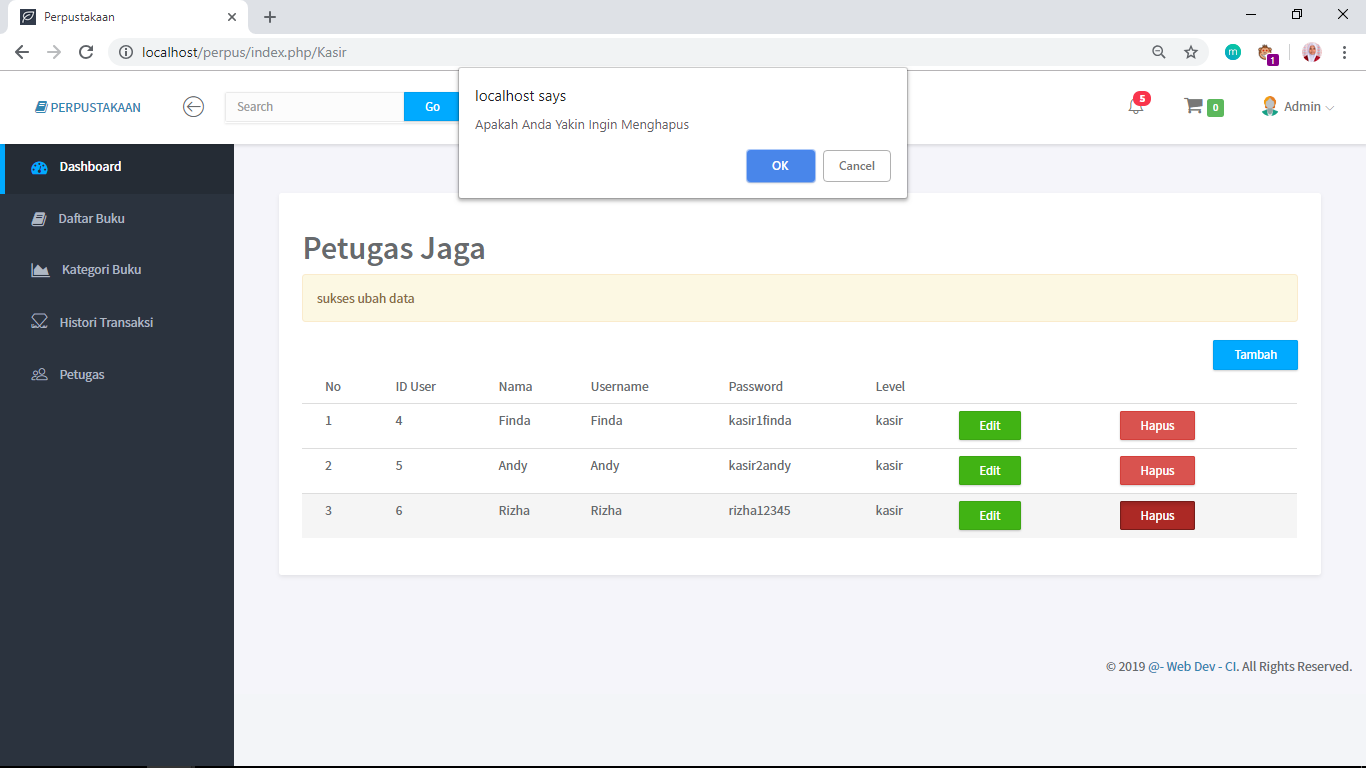 Perpustakaan
localhost/perpus/index.php/Kasir
m
1
PERPUSTAKAAN
Search
Go
localhost says
Apakah Anda Yakin Ingin Menghapus
OK
Cancel
5
0
Admin
Dashboard
Daftar Buku
Kategori Buku
Histori Transaksi
Petugas
Petugas Jaga
sukses ubah data
Tambah
No ID User Nama Username Password Level
1 4 Finda Finda kasir1finda kasir Edit Hapus
2 5 Andy Andy kasir2andy kasir Edit Hapus
3 6 Rizha Rizha rizha12345 kasir Edit Hapus
© 2019 @- Web Dev - CI. All Rights Reserved.